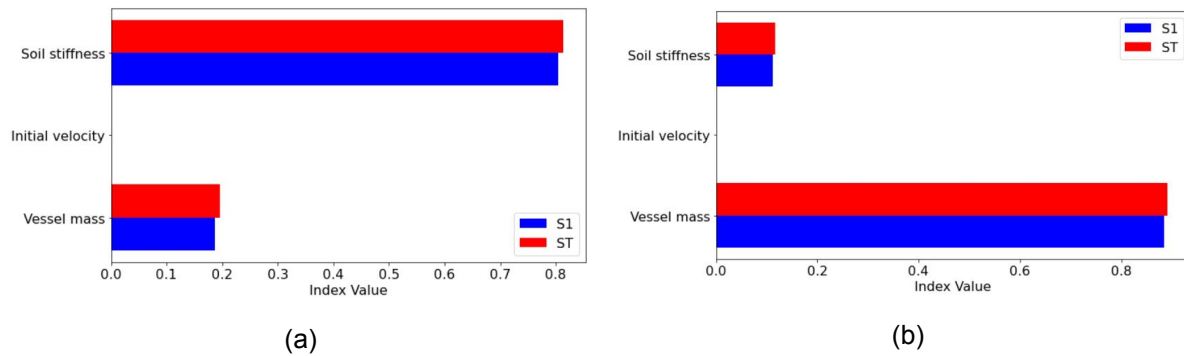 Soil stiffness
Initial velocity
Vessel mass
S1
ST
0.0 0.1 0.2 0.3 0.4 0.5 0.6 0.7 0.8
Index Value
(a)
Soil stiffness
Initial velocity
Vessel mass
S1
ST
0.0 0.2 0.4 0.6 0.8
Index Value
(b)